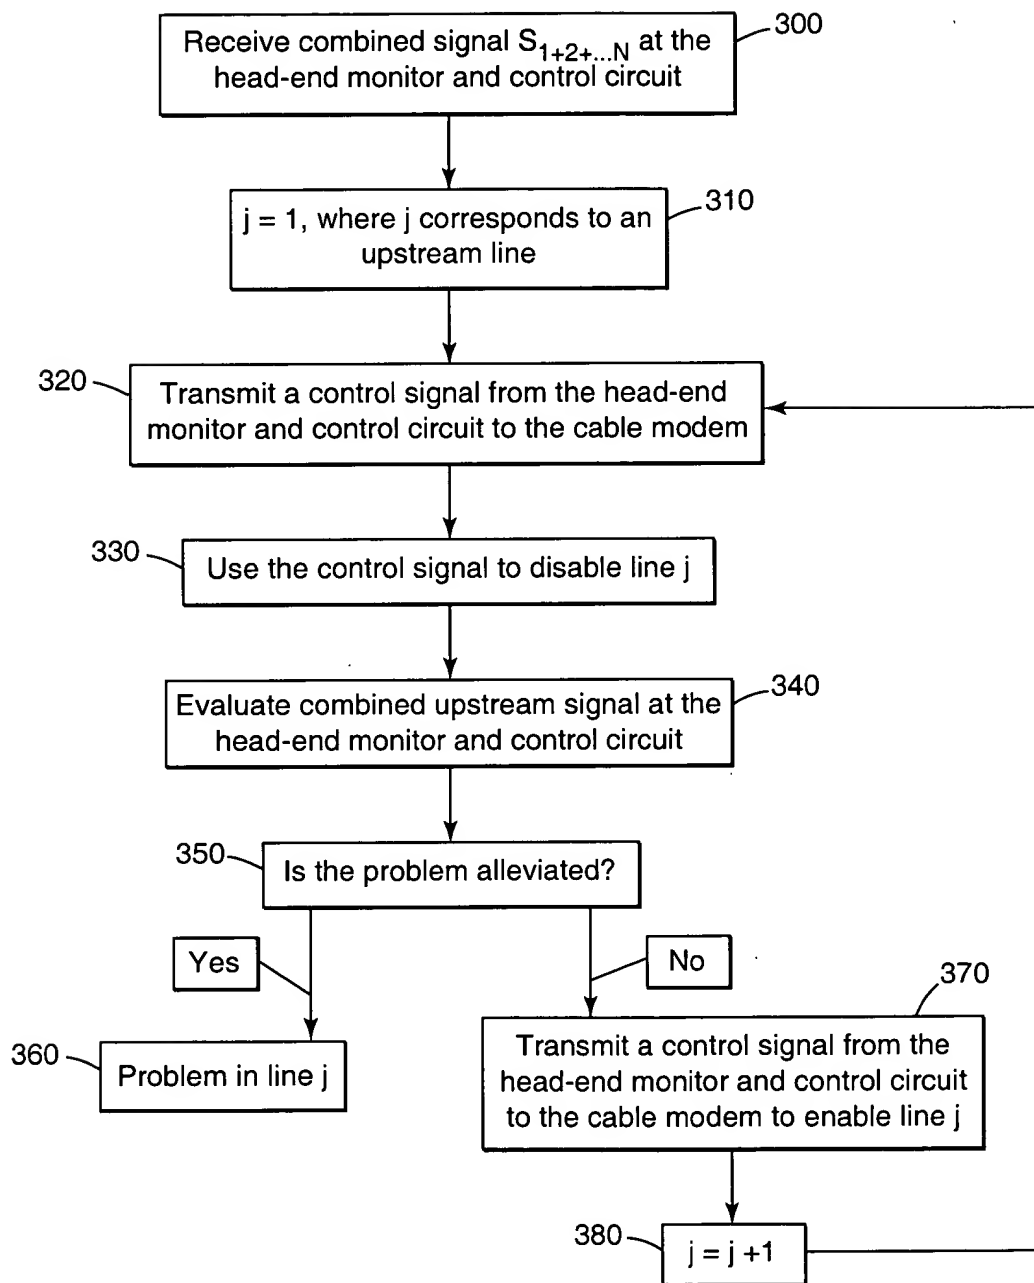 Receive combined signal S1+2+...N at the
head-end monitor and control circuit
300
j = 1, where j corresponds to an
upstream line
310
320
Transmit a control signal from the head-end
monitor and control circuit to the cable modem
330
Use the control signal to disable line j
Evaluate combined upstream signal at the
head-end monitor and control circuit
340
350
Is the problem alleviated?
Yes
No
360
Problem in line j
370
Transmit a control signal from the
head-end monitor and control circuit
to the cable modem to enable line j
380
j = j +1